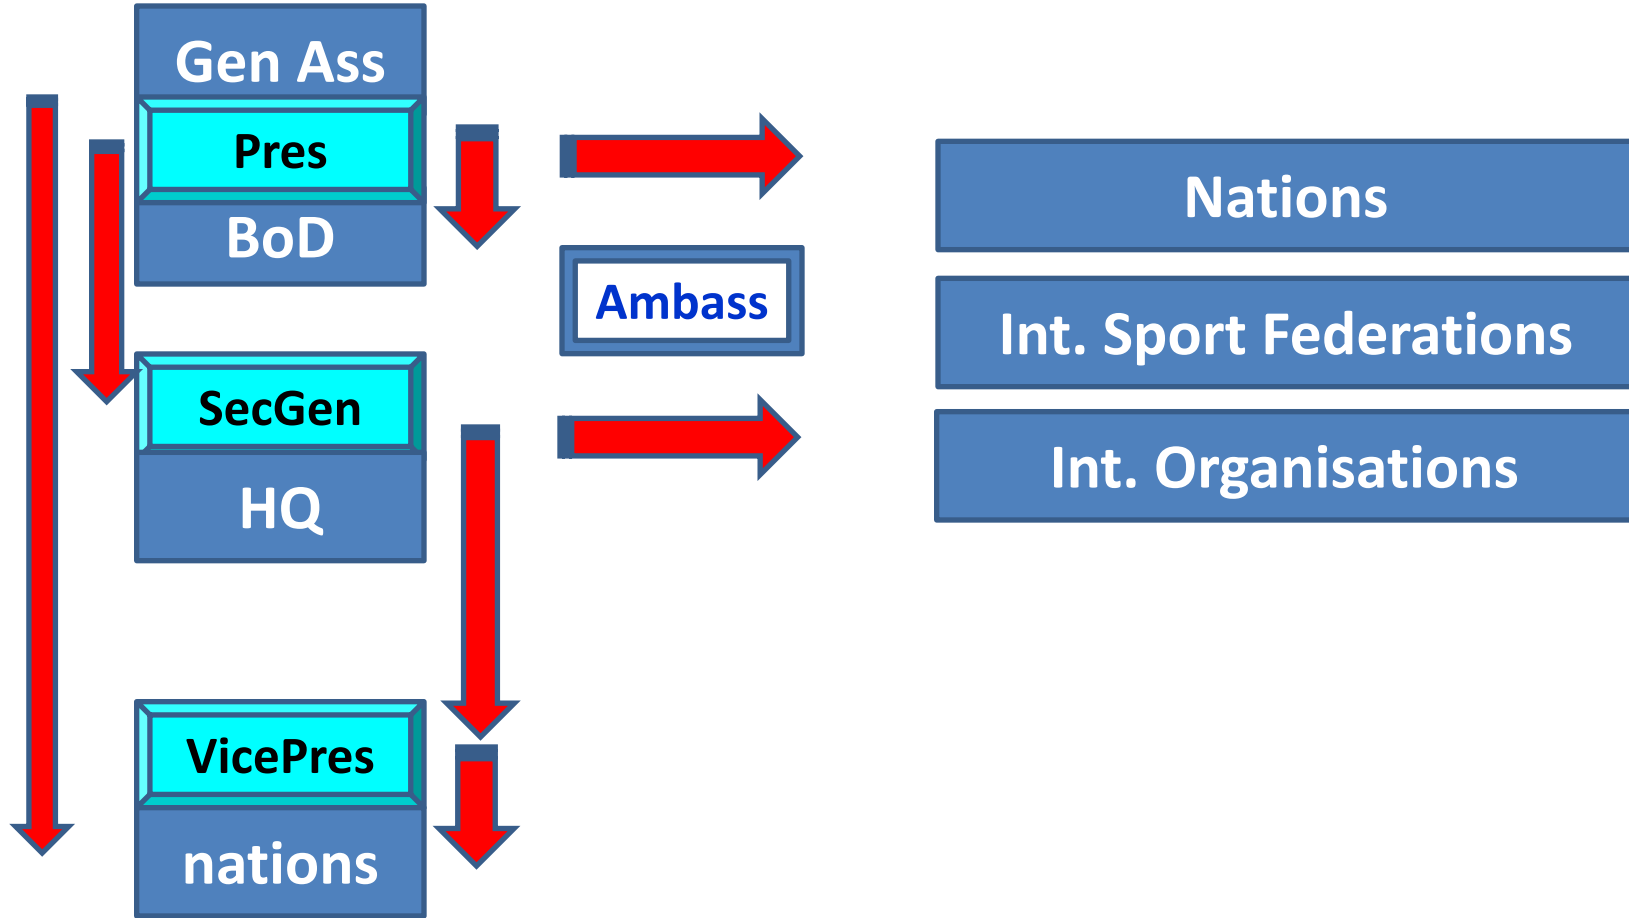 Gen Ass
Pres
BoD
SecGen
HQ
VicePres
nations
Ambass
Nations
Int. Sport Federations
Int. Organisations